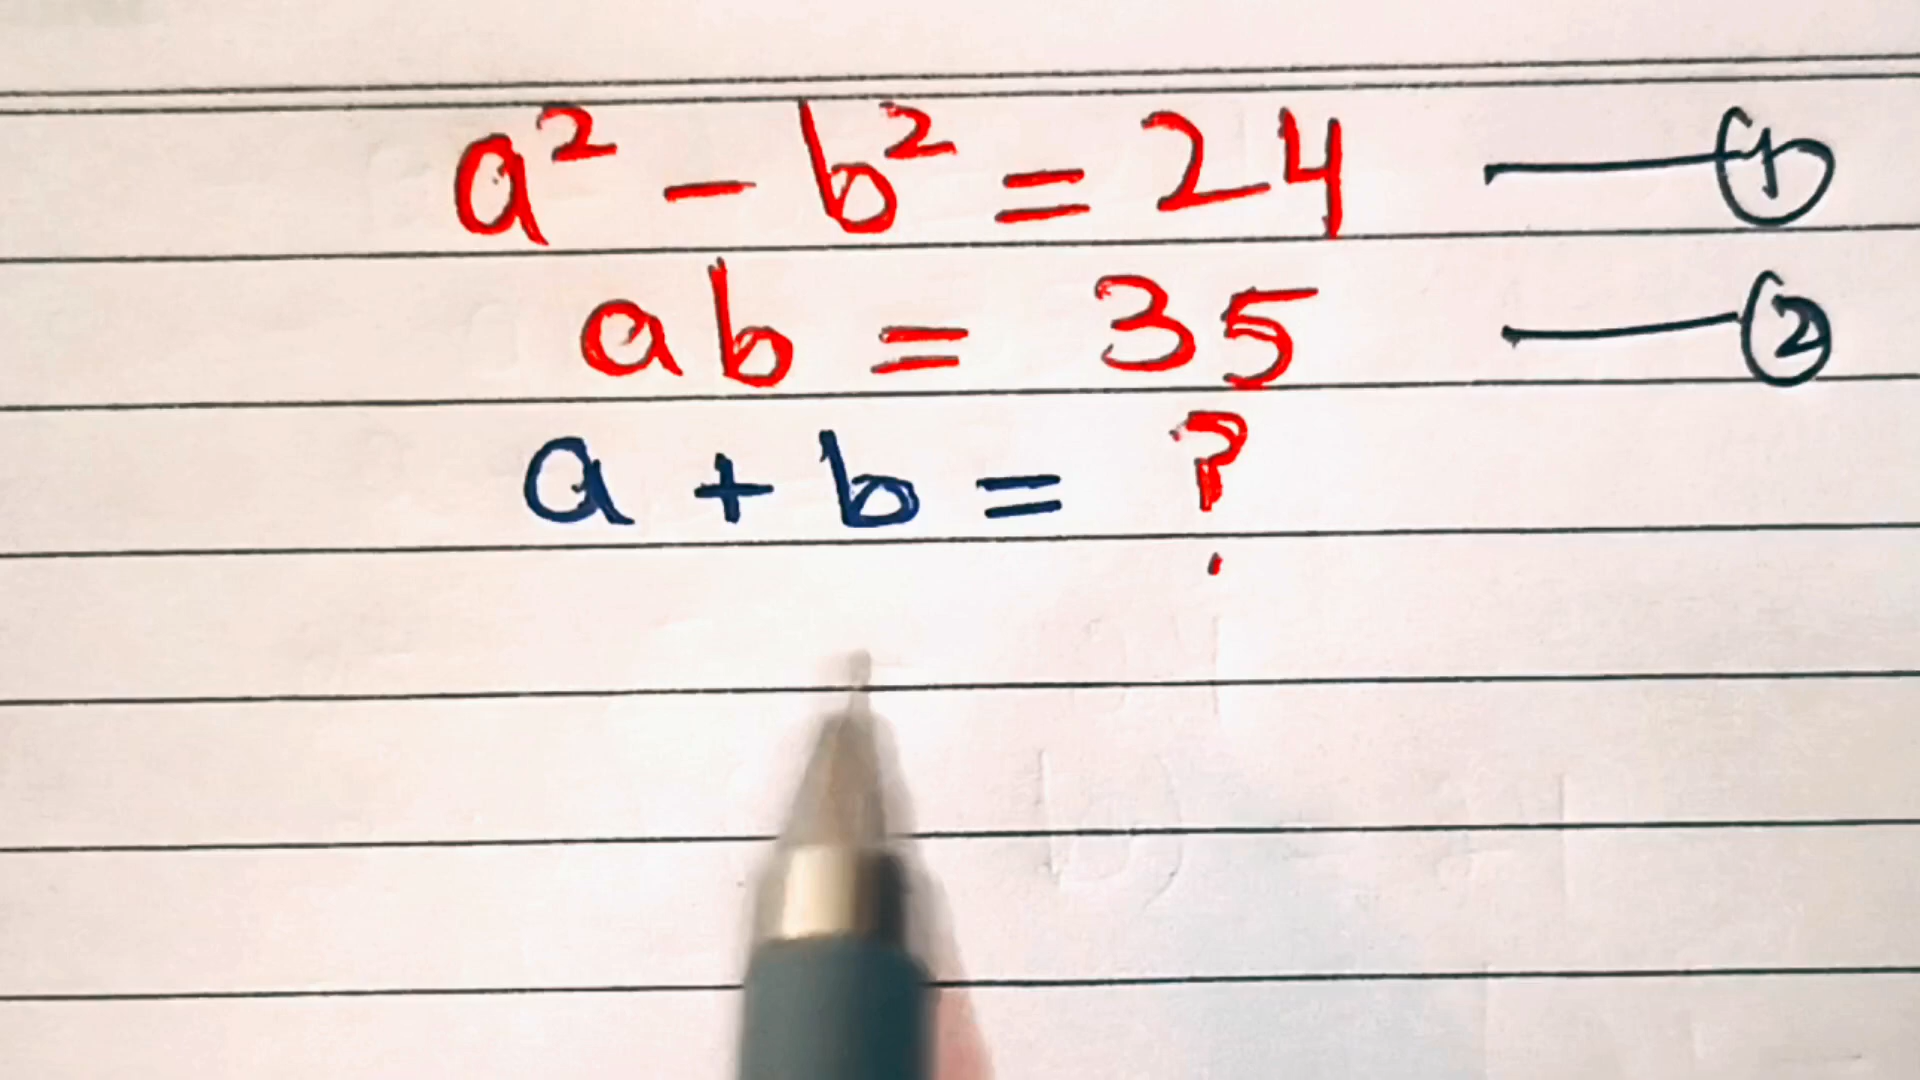 a² - b² = 24 —— ①
ab = 35 —— ②
a + b = ?